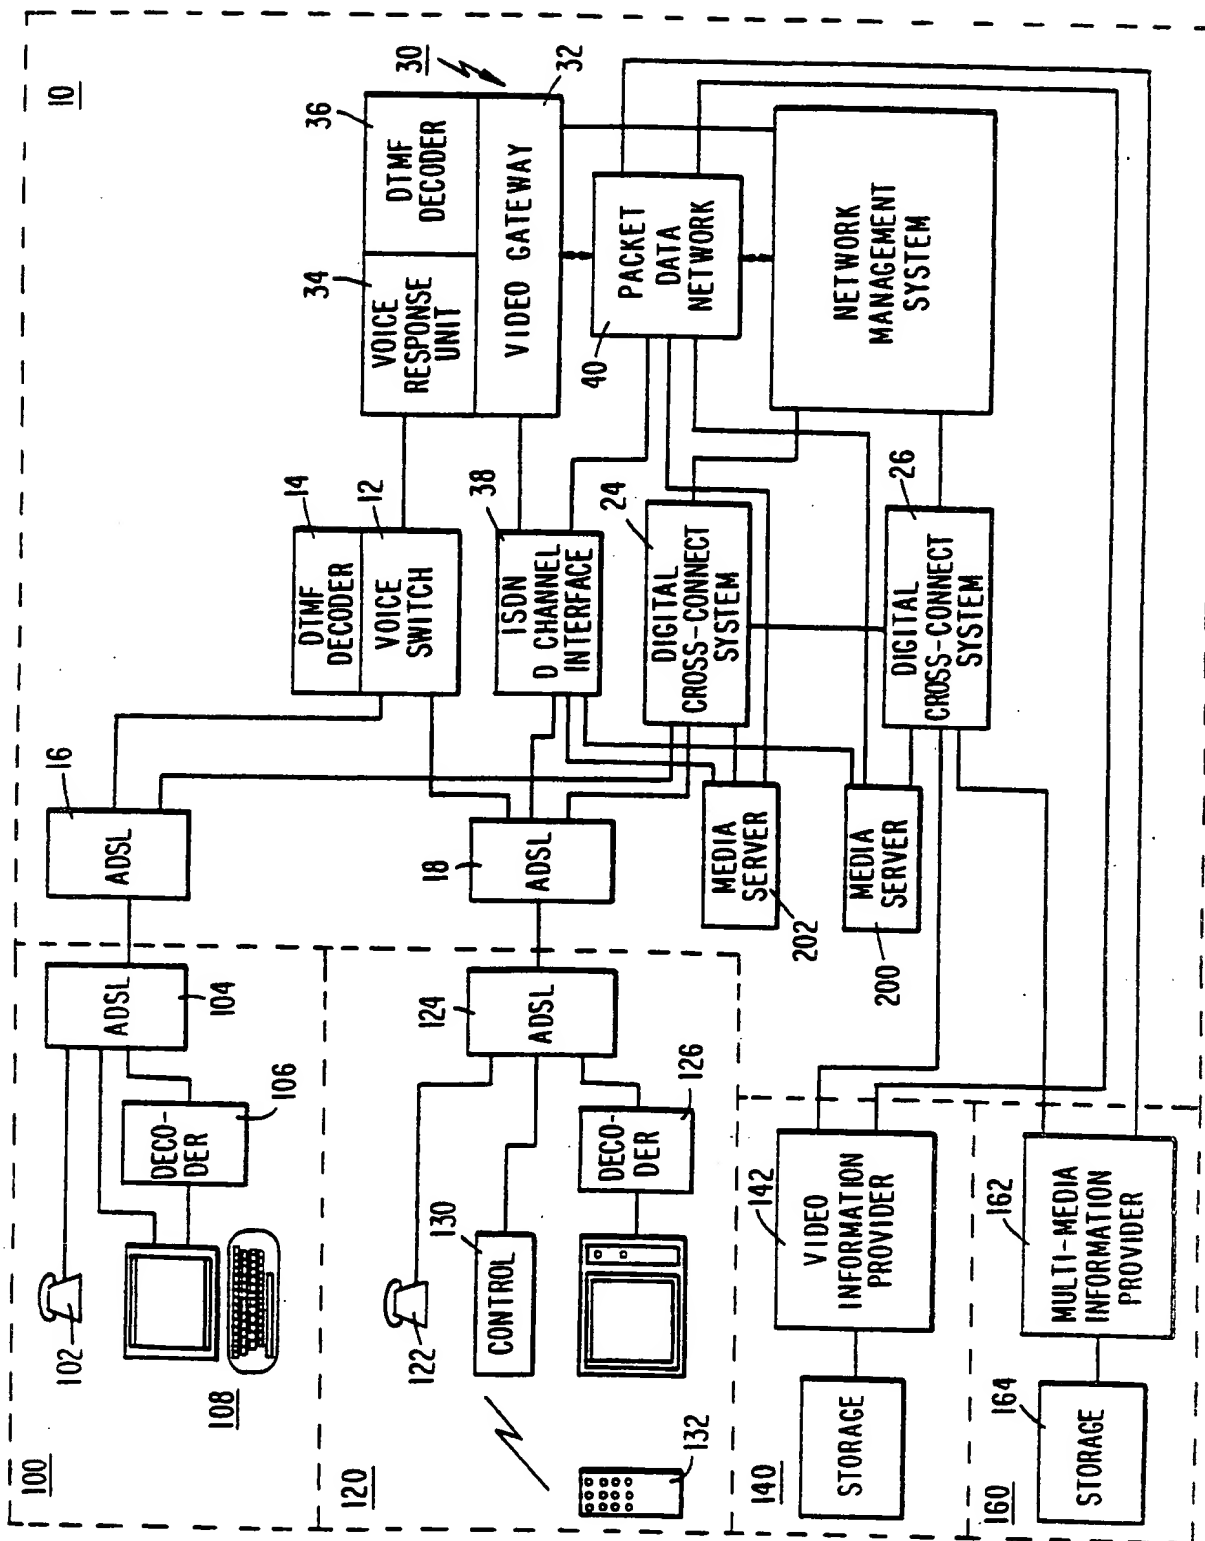 10
30
36
DTMF
DECODER
32
34
VOICE
RESPONSE
UNIT
VIDEO GATEWAY
PACKET
DATA
NETWORK
40
NETWORK
MANAGEMENT
SYSTEM
14
DTMF
DECODER
12
VOICE
SWITCH
38
ISDN
D CHANNEL
INTERFACE
24
DIGITAL
CROSS-CONNECT
SYSTEM
26
DIGITAL
CROSS-CONNECT
SYSTEM
16
ADSL
18
ADSL
MEDIA
SERVER
202
MEDIA
SERVER
200
100
ADSL
104
DECO-
DER
106
102
108
120
124
ADSL
126
DECO-
DER
122
130
CONTROL
132
140
142
VIDEO
INFORMATION
PROVIDER
STORAGE
160
162
MULTI-MEDIA
INFORMATION
PROVIDER
164
STORAGE